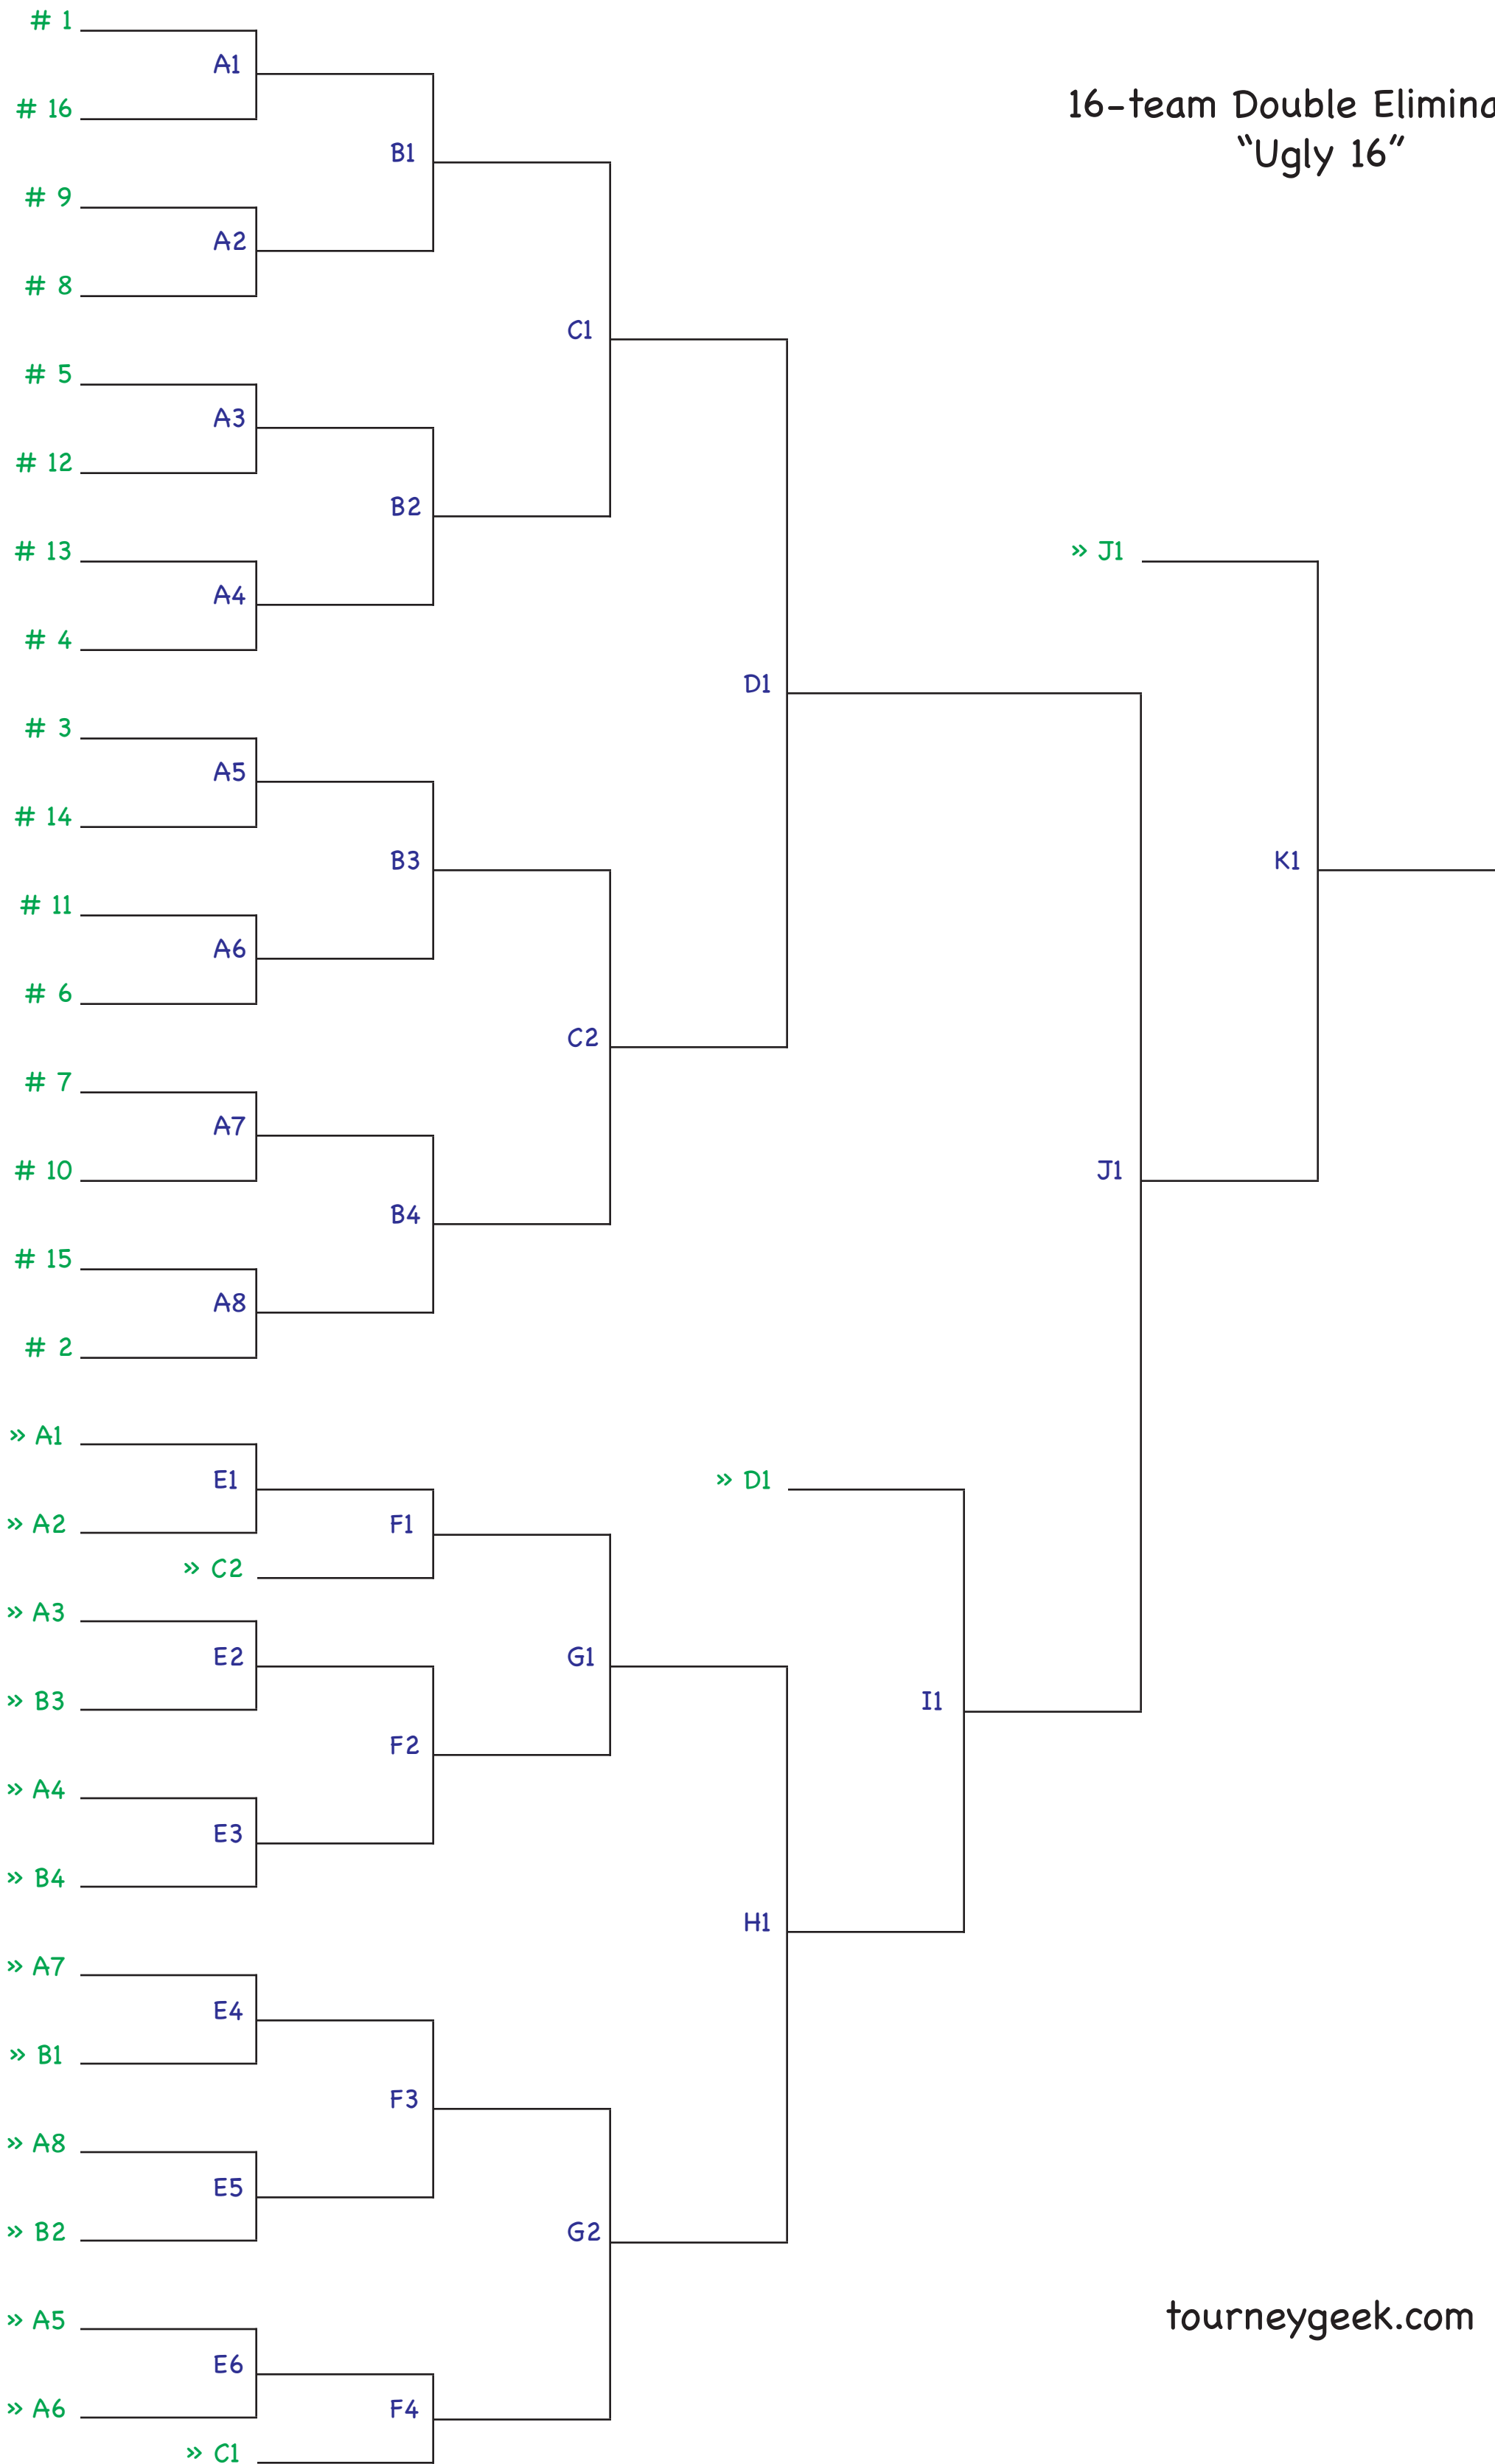 # 1
A1
# 16
16-team Double Elimina
"Ugly 16"
B1
# 9
A2
# 8
C1
# 5
A3
# 12
B2
# 13
» J1
A4
# 4
D1
# 3
A5
# 14
B3
K1
# 11
A6
# 6
C2
# 7
A7
# 10
J1
B4
# 15
A8
# 2
» A1
E1
» D1
» A2
F1
» C2
» A3
E2
G1
» B3
I1
F2
» A4
E3
» B4
H1
» A7
E4
» B1
F3
» A8
E5
» B2
G2
tourneygeek.com
» A5
E6
» A6
F4
» C1